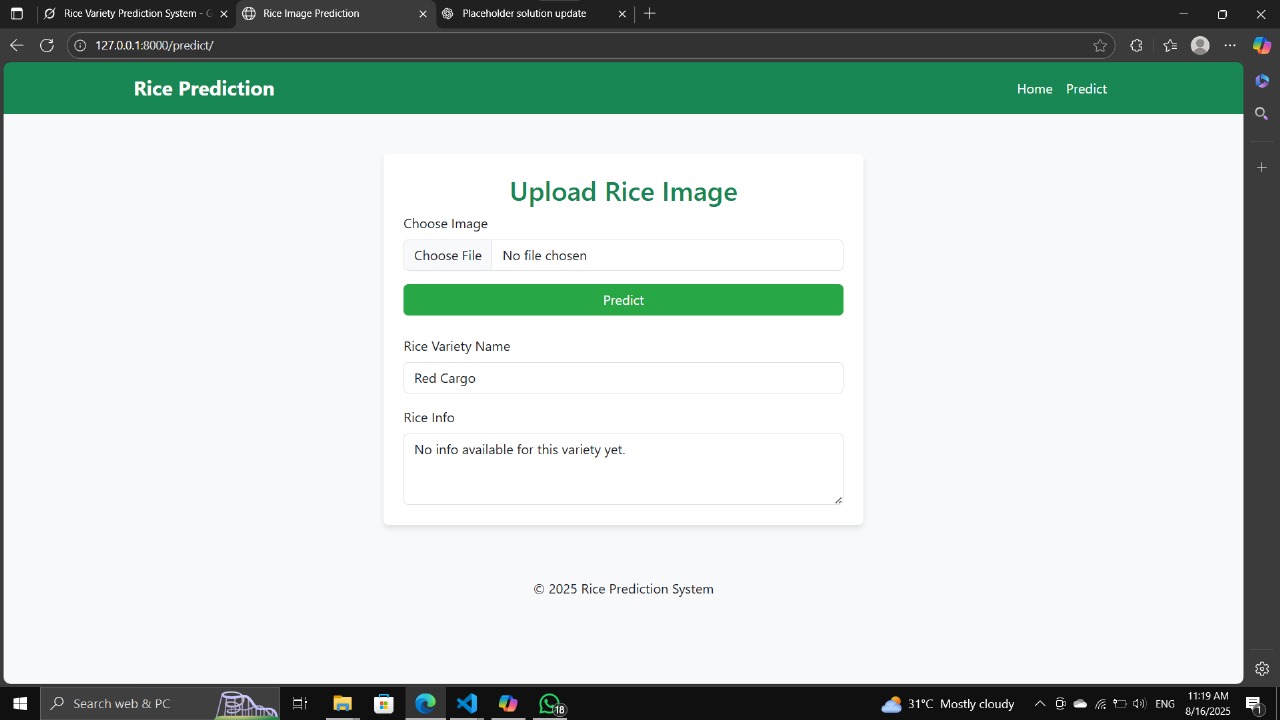 Rice Variety Prediction System - G
Rice Image Prediction
Placeholder solution update
127.0.0.1:8000/predict/
Rice Prediction
Home
Predict
Upload Rice Image
Choose Image
Choose File
No file chosen
Predict
Rice Variety Name
Red Cargo
Rice Info
No info available for this variety yet.
© 2025 Rice Prediction System
Search web & PC
18
31°C Mostly cloudy
ENG
11:19 AM
8/16/2025
1